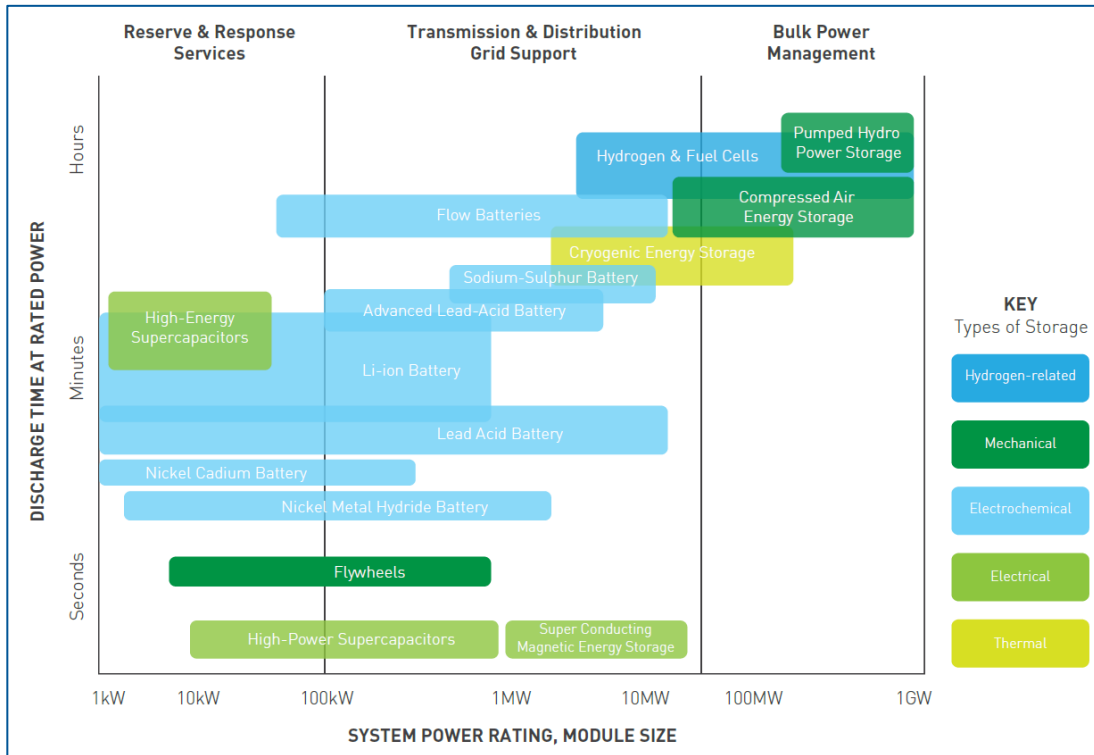 Reserve & Response
Services
Transmission & Distribution
Grid Support
Bulk Power
Management
DISCHARGE TIME AT RATED POWER
Hours
Minutes
Seconds
Pumped Hydro
Power Storage
Hydrogen & Fuel Cells
Compressed Air
Energy Storage
Flow Batteries
Cryogenic Energy Storage
Sodium-Sulphur Battery
Advanced Lead-Acid Battery
High-Energy
Supercapacitors
Li-ion Battery
Lead Acid Battery
Nickel Cadium Battery
Nickel Metal Hydride Battery
Flywheels
High-Power Supercapacitors
Super Conducting
Magnetic Energy Storage
1kW
10kW
100kW
1MW
10MW
100MW
1GW
SYSTEM POWER RATING, MODULE SIZE
KEY
Types of Storage
Hydrogen-related
Mechanical
Electrochemical
Electrical
Thermal